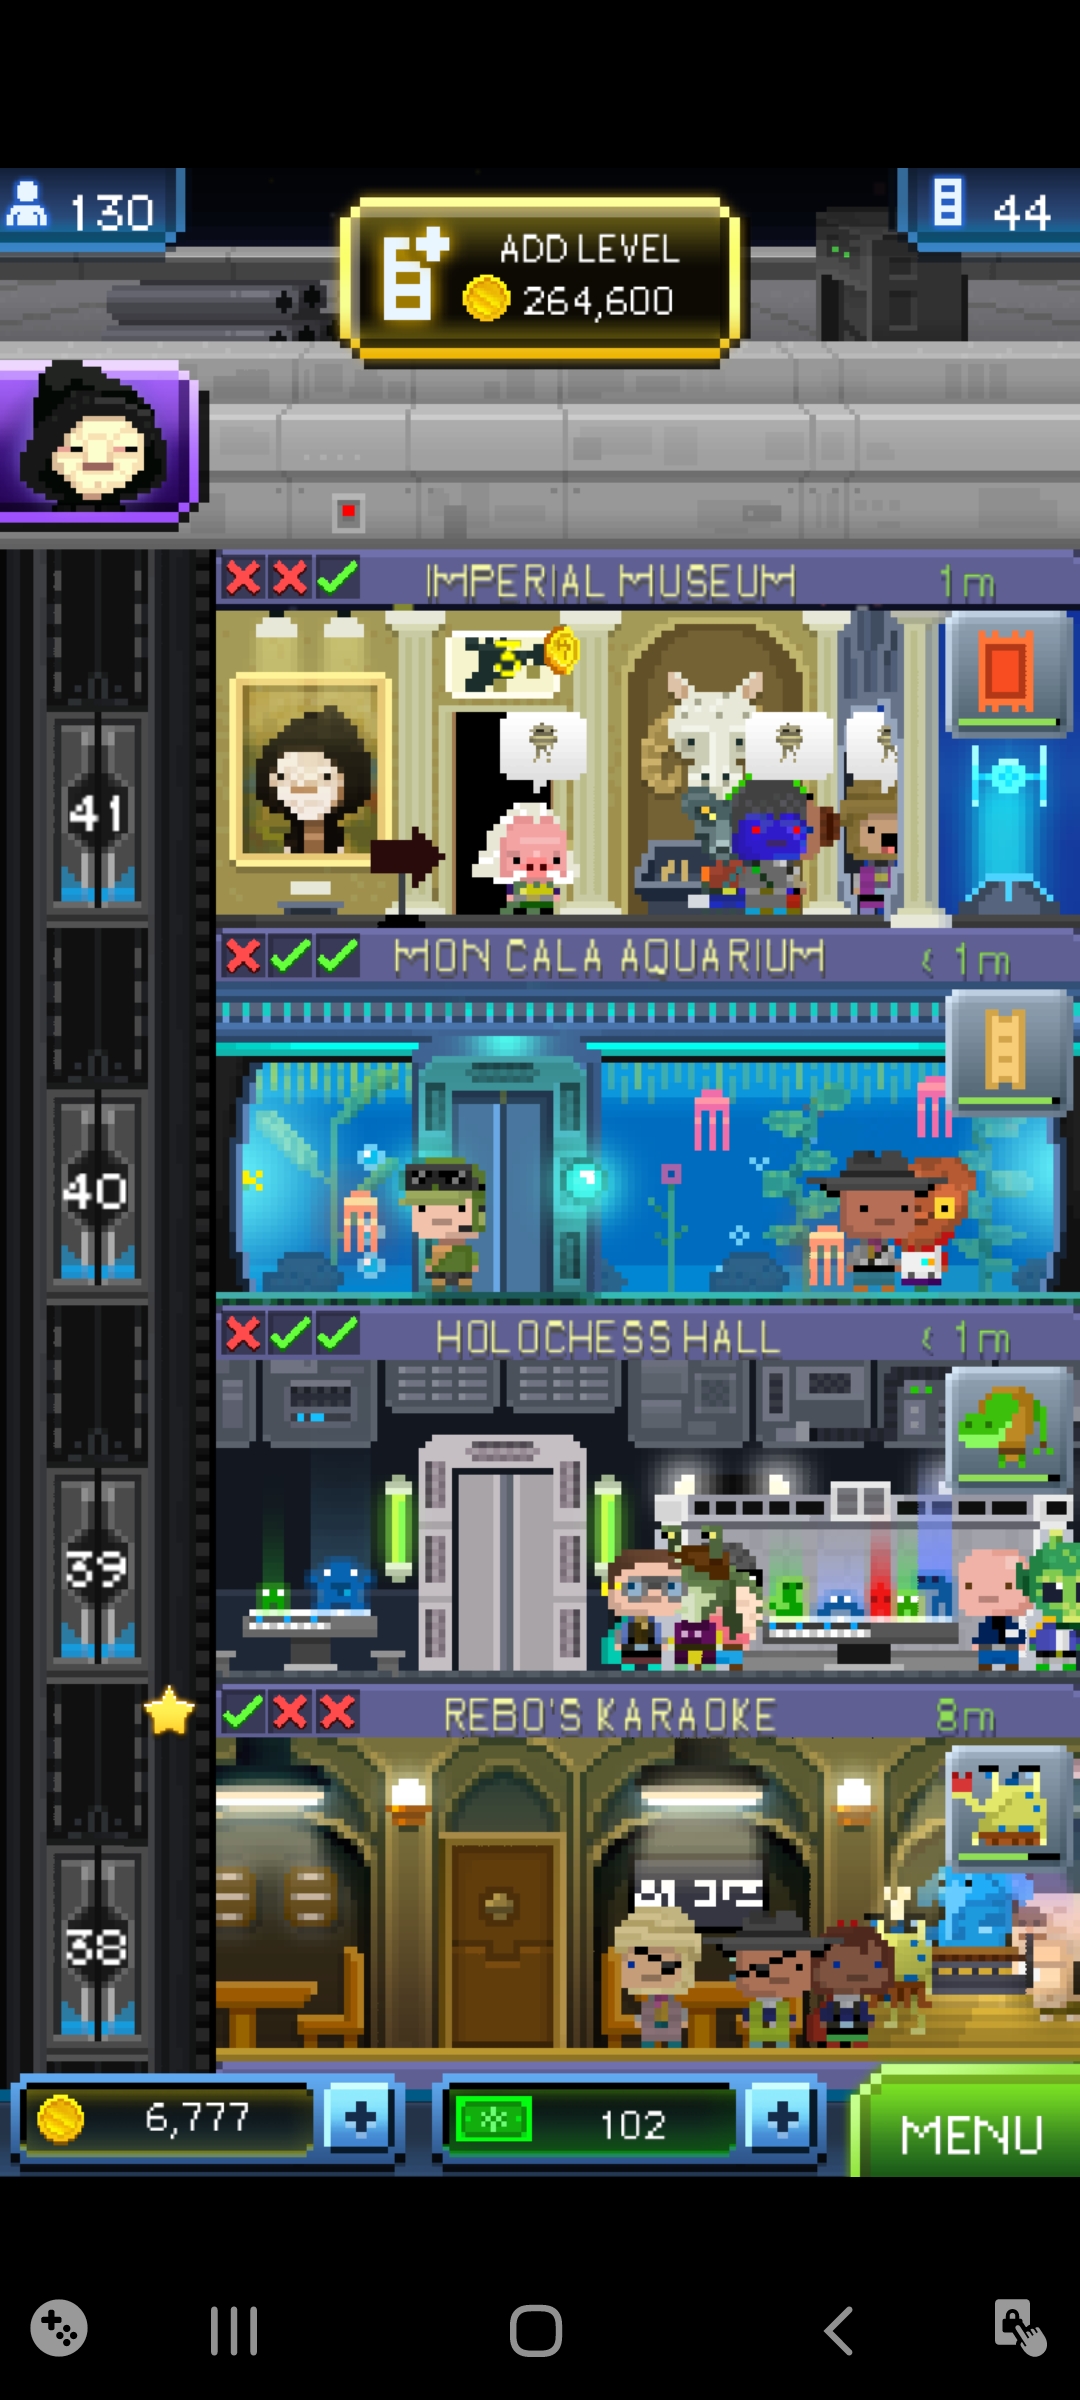 130
ADD LEVEL
264,600
44
IMPERIAL MUSEUM 1m
41
MON CALA AQUARIUM < 1m
40
HOLOCHESS HALL < 1m
39
REBO'S KARAOKE 8m
38
6,777
102
MENU